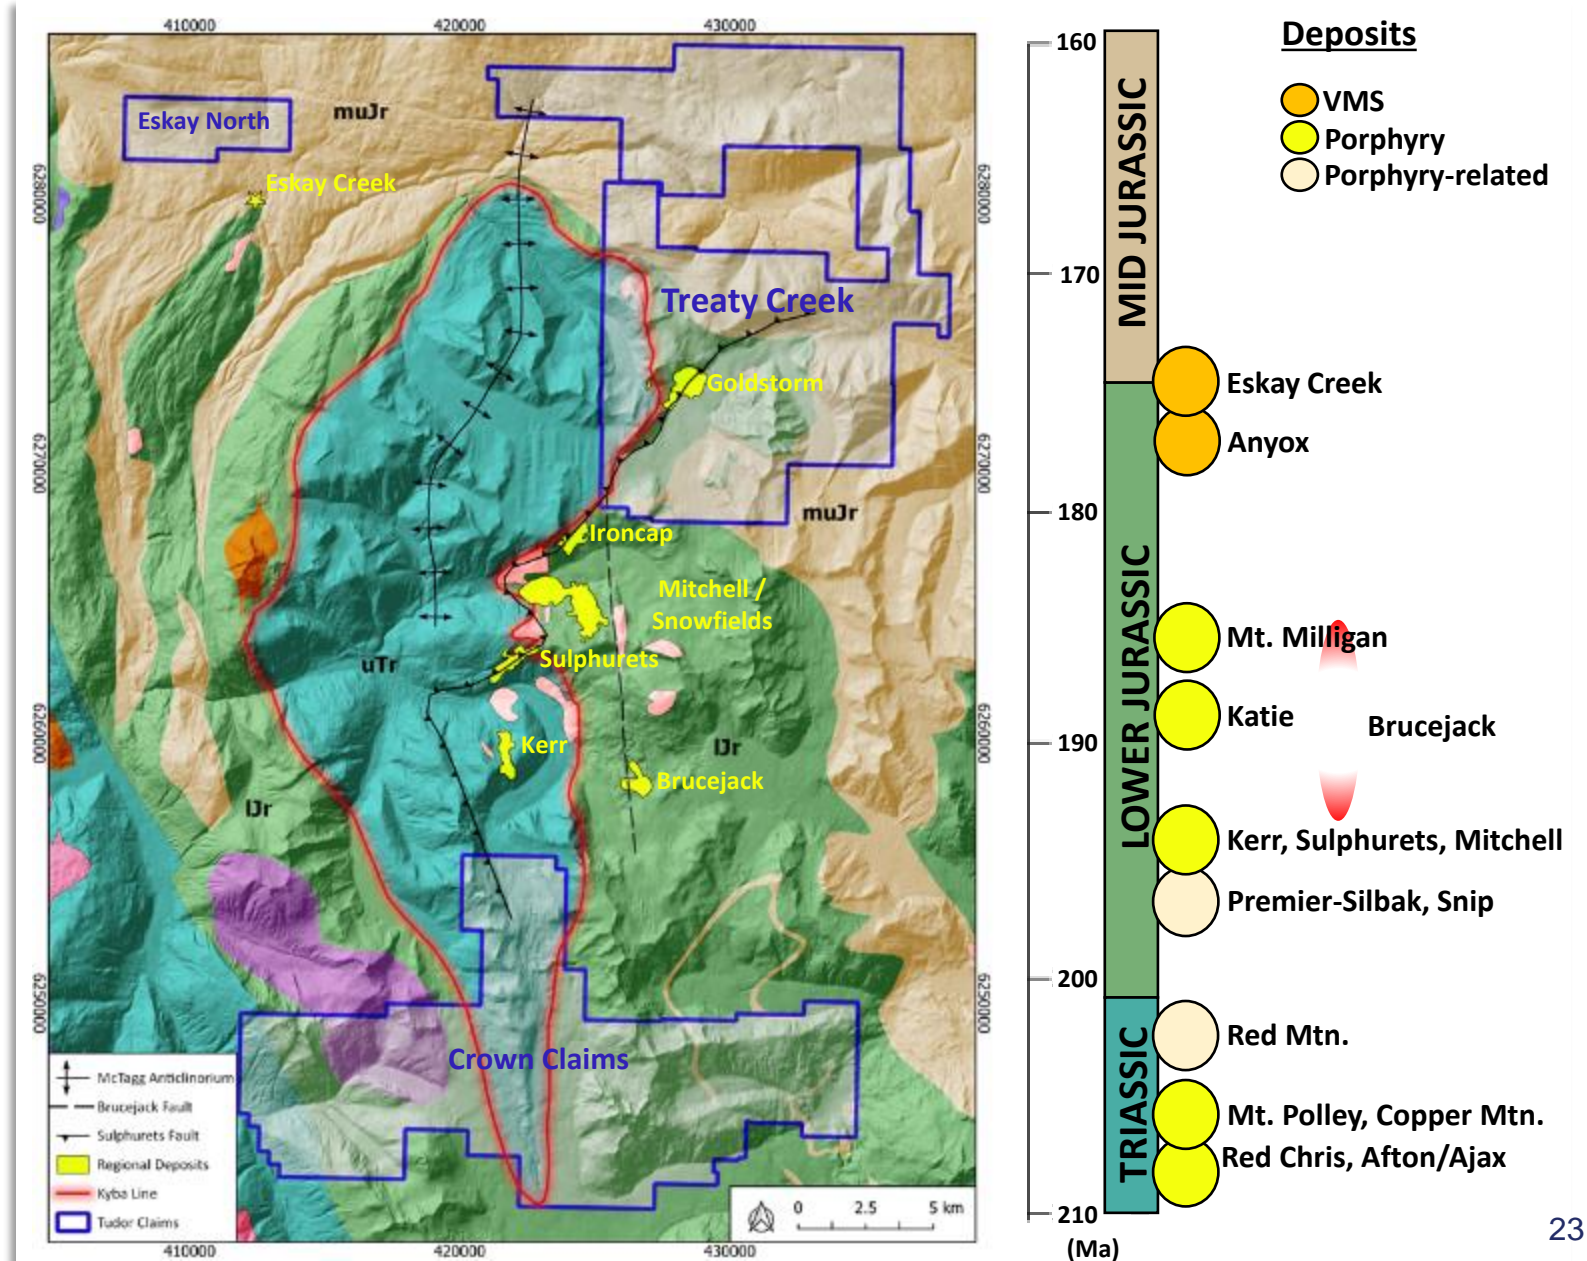 410000
420000
430000
Eskay North
muJr
Eskay Creek
6280000
6280000
Treaty Creek
Goldstorm
6270000
6270000
muJr
Ironcap
Mitchell /
Snowfields
Sulphurets
uTr
6260000
6260000
Kerr
lJr
Brucejack
lJr
6250000
6250000
Crown Claims
McTagg Anticlinorium
Brucejack Fault
Sulphurets Fault
Regional Deposits
Kyba Line
Tudor Claims
0 2.5 5 km
410000
420000
430000
160
170
180
190
200
210
(Ma)
MID JURASSIC
LOWER JURASSIC
TRIASSIC
Deposits
VMS
Porphyry
Porphyry-related
Eskay Creek
Anyox
Mt. Milligan
Katie
Brucejack
Kerr, Sulphurets, Mitchell
Premier-Silbak, Snip
Red Mtn.
Mt. Polley, Copper Mtn.
Red Chris, Afton/Ajax
23